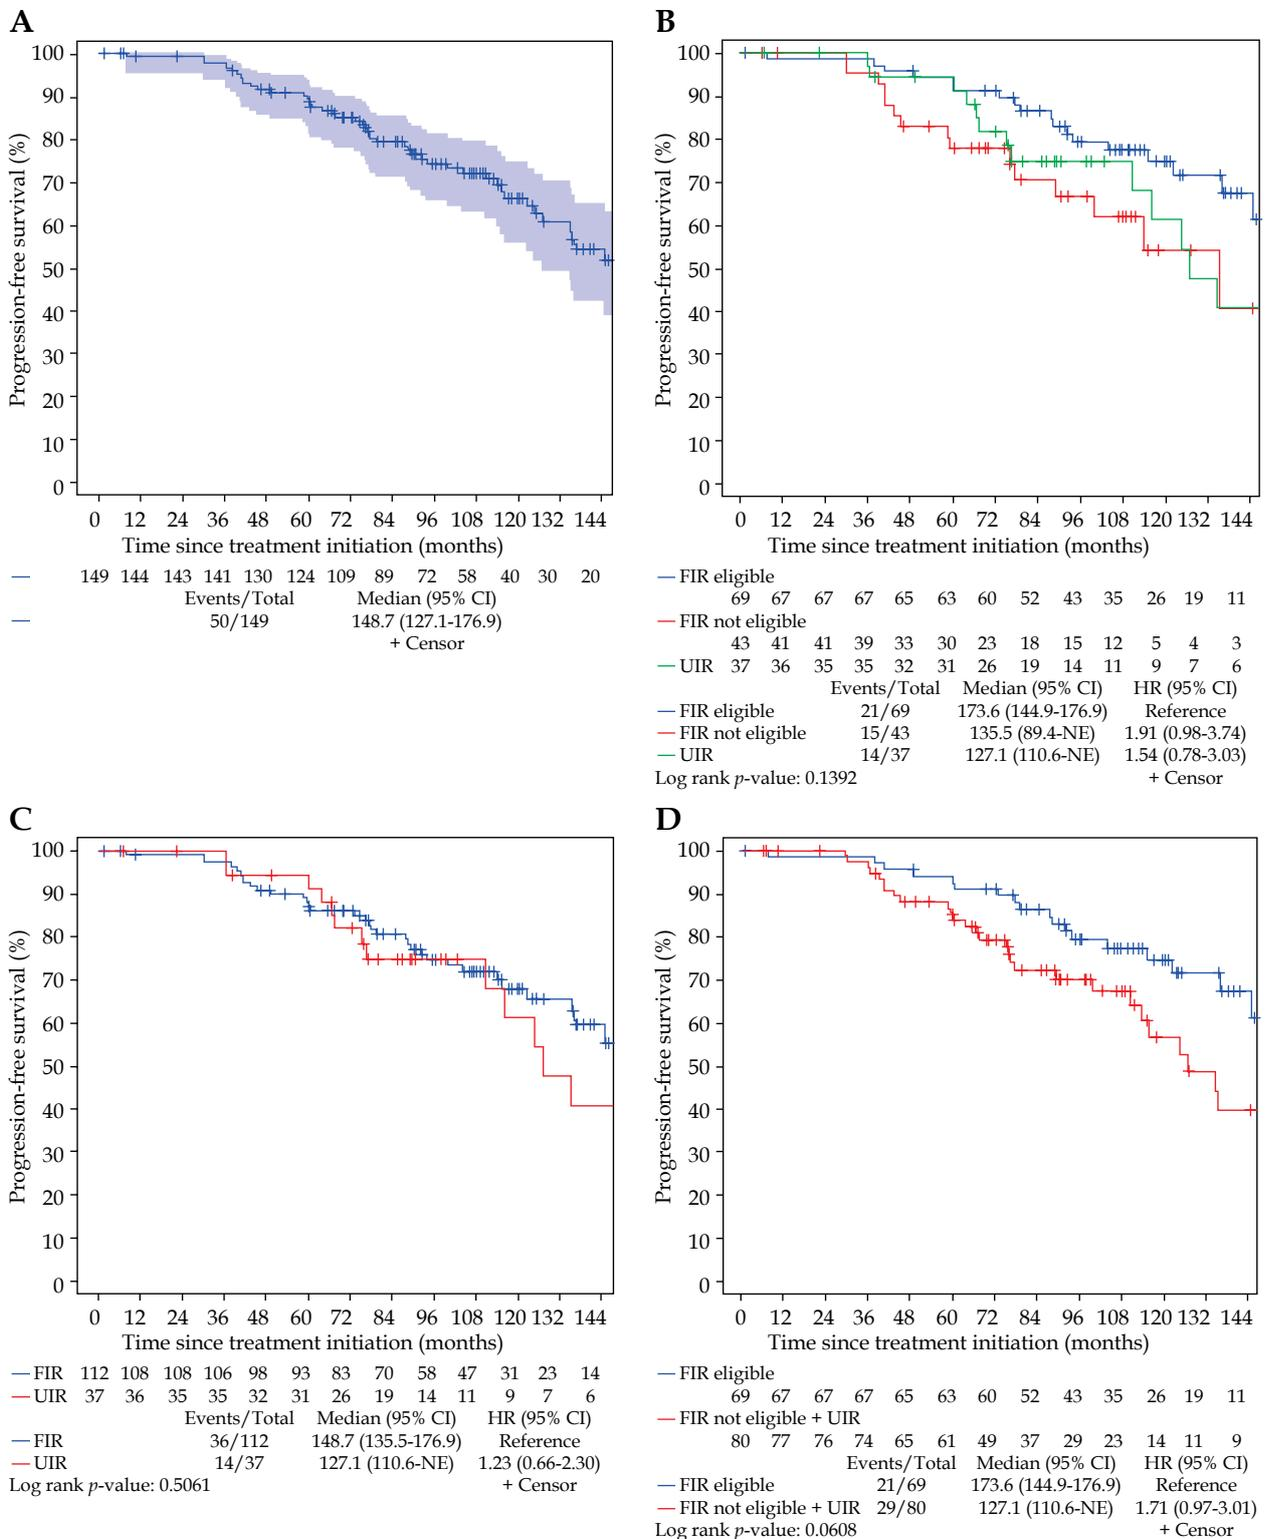 A
Progression-free survival (%)
100
90
80
70
60
50
40
30
20
10
0
0 12 24 36 48 60 72 84 96 108 120 132 144
Time since treatment initiation (months)
149 144 143 141 130 124 109 89 72 58 40 30 20
Events/Total Median (95% CI)
50/149 148.7 (127.1-176.9)
+ Censor
B
Progression-free survival (%)
100
90
80
70
60
50
40
30
20
10
0
0 12 24 36 48 60 72 84 96 108 120 132 144
Time since treatment initiation (months)
FIR eligible
69 67 67 67 65 63 60 52 43 35 26 19 11
FIR not eligible
43 41 41 39 33 30 23 18 15 12 5 4 3
UIR 37 36 35 35 32 31 26 19 14 11 9 7 6
Events/Total Median (95% CI) HR (95% CI)
FIR eligible 21/69 173.6 (144.9-176.9) Reference
FIR not eligible 15/43 135.5 (89.4-NE) 1.91 (0.98-3.74)
UIR 14/37 127.1 (110.6-NE) 1.54 (0.78-3.03)
Log rank p-value: 0.1392 + Censor
C
Progression-free survival (%)
100
90
80
70
60
50
40
30
20
10
0
0 12 24 36 48 60 72 84 96 108 120 132 144
Time since treatment initiation (months)
FIR 112 108 108 106 98 93 83 70 58 47 31 23 14
UIR 37 36 35 35 32 31 26 19 14 11 9 7 6
Events/Total Median (95% CI) HR (95% CI)
FIR 36/112 148.7 (135.5-176.9) Reference
UIR 14/37 127.1 (110.6-NE) 1.23 (0.66-2.30)
Log rank p-value: 0.5061 + Censor
D
Progression-free survival (%)
100
90
80
70
60
50
40
30
20
10
0
0 12 24 36 48 60 72 84 96 108 120 132 144
Time since treatment initiation (months)
FIR eligible
69 67 67 67 65 63 60 52 43 35 26 19 11
FIR not eligible + UIR
80 77 76 74 65 61 49 37 29 23 14 11 9
Events/Total Median (95% CI) HR (95% CI)
FIR eligible 21/69 173.6 (144.9-176.9) Reference
FIR not eligible + UIR 29/80 127.1 (110.6-NE) 1.71 (0.97-3.01)
Log rank p-value: 0.0608 + Censor